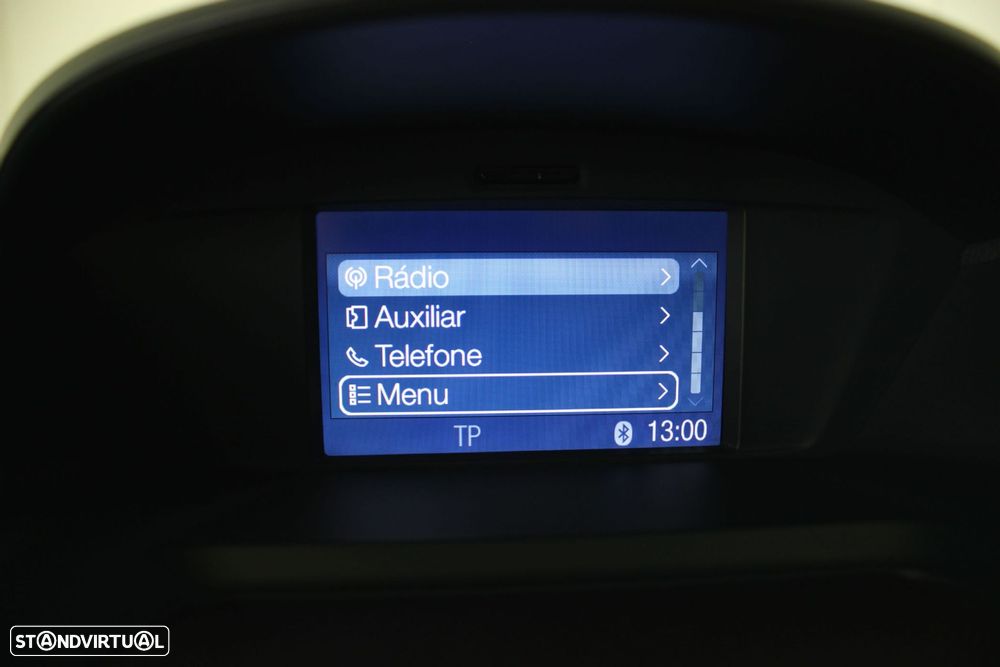 Rádio
Auxiliar
Telefone
Menu
TP 13:00
STANDVIRTUAL